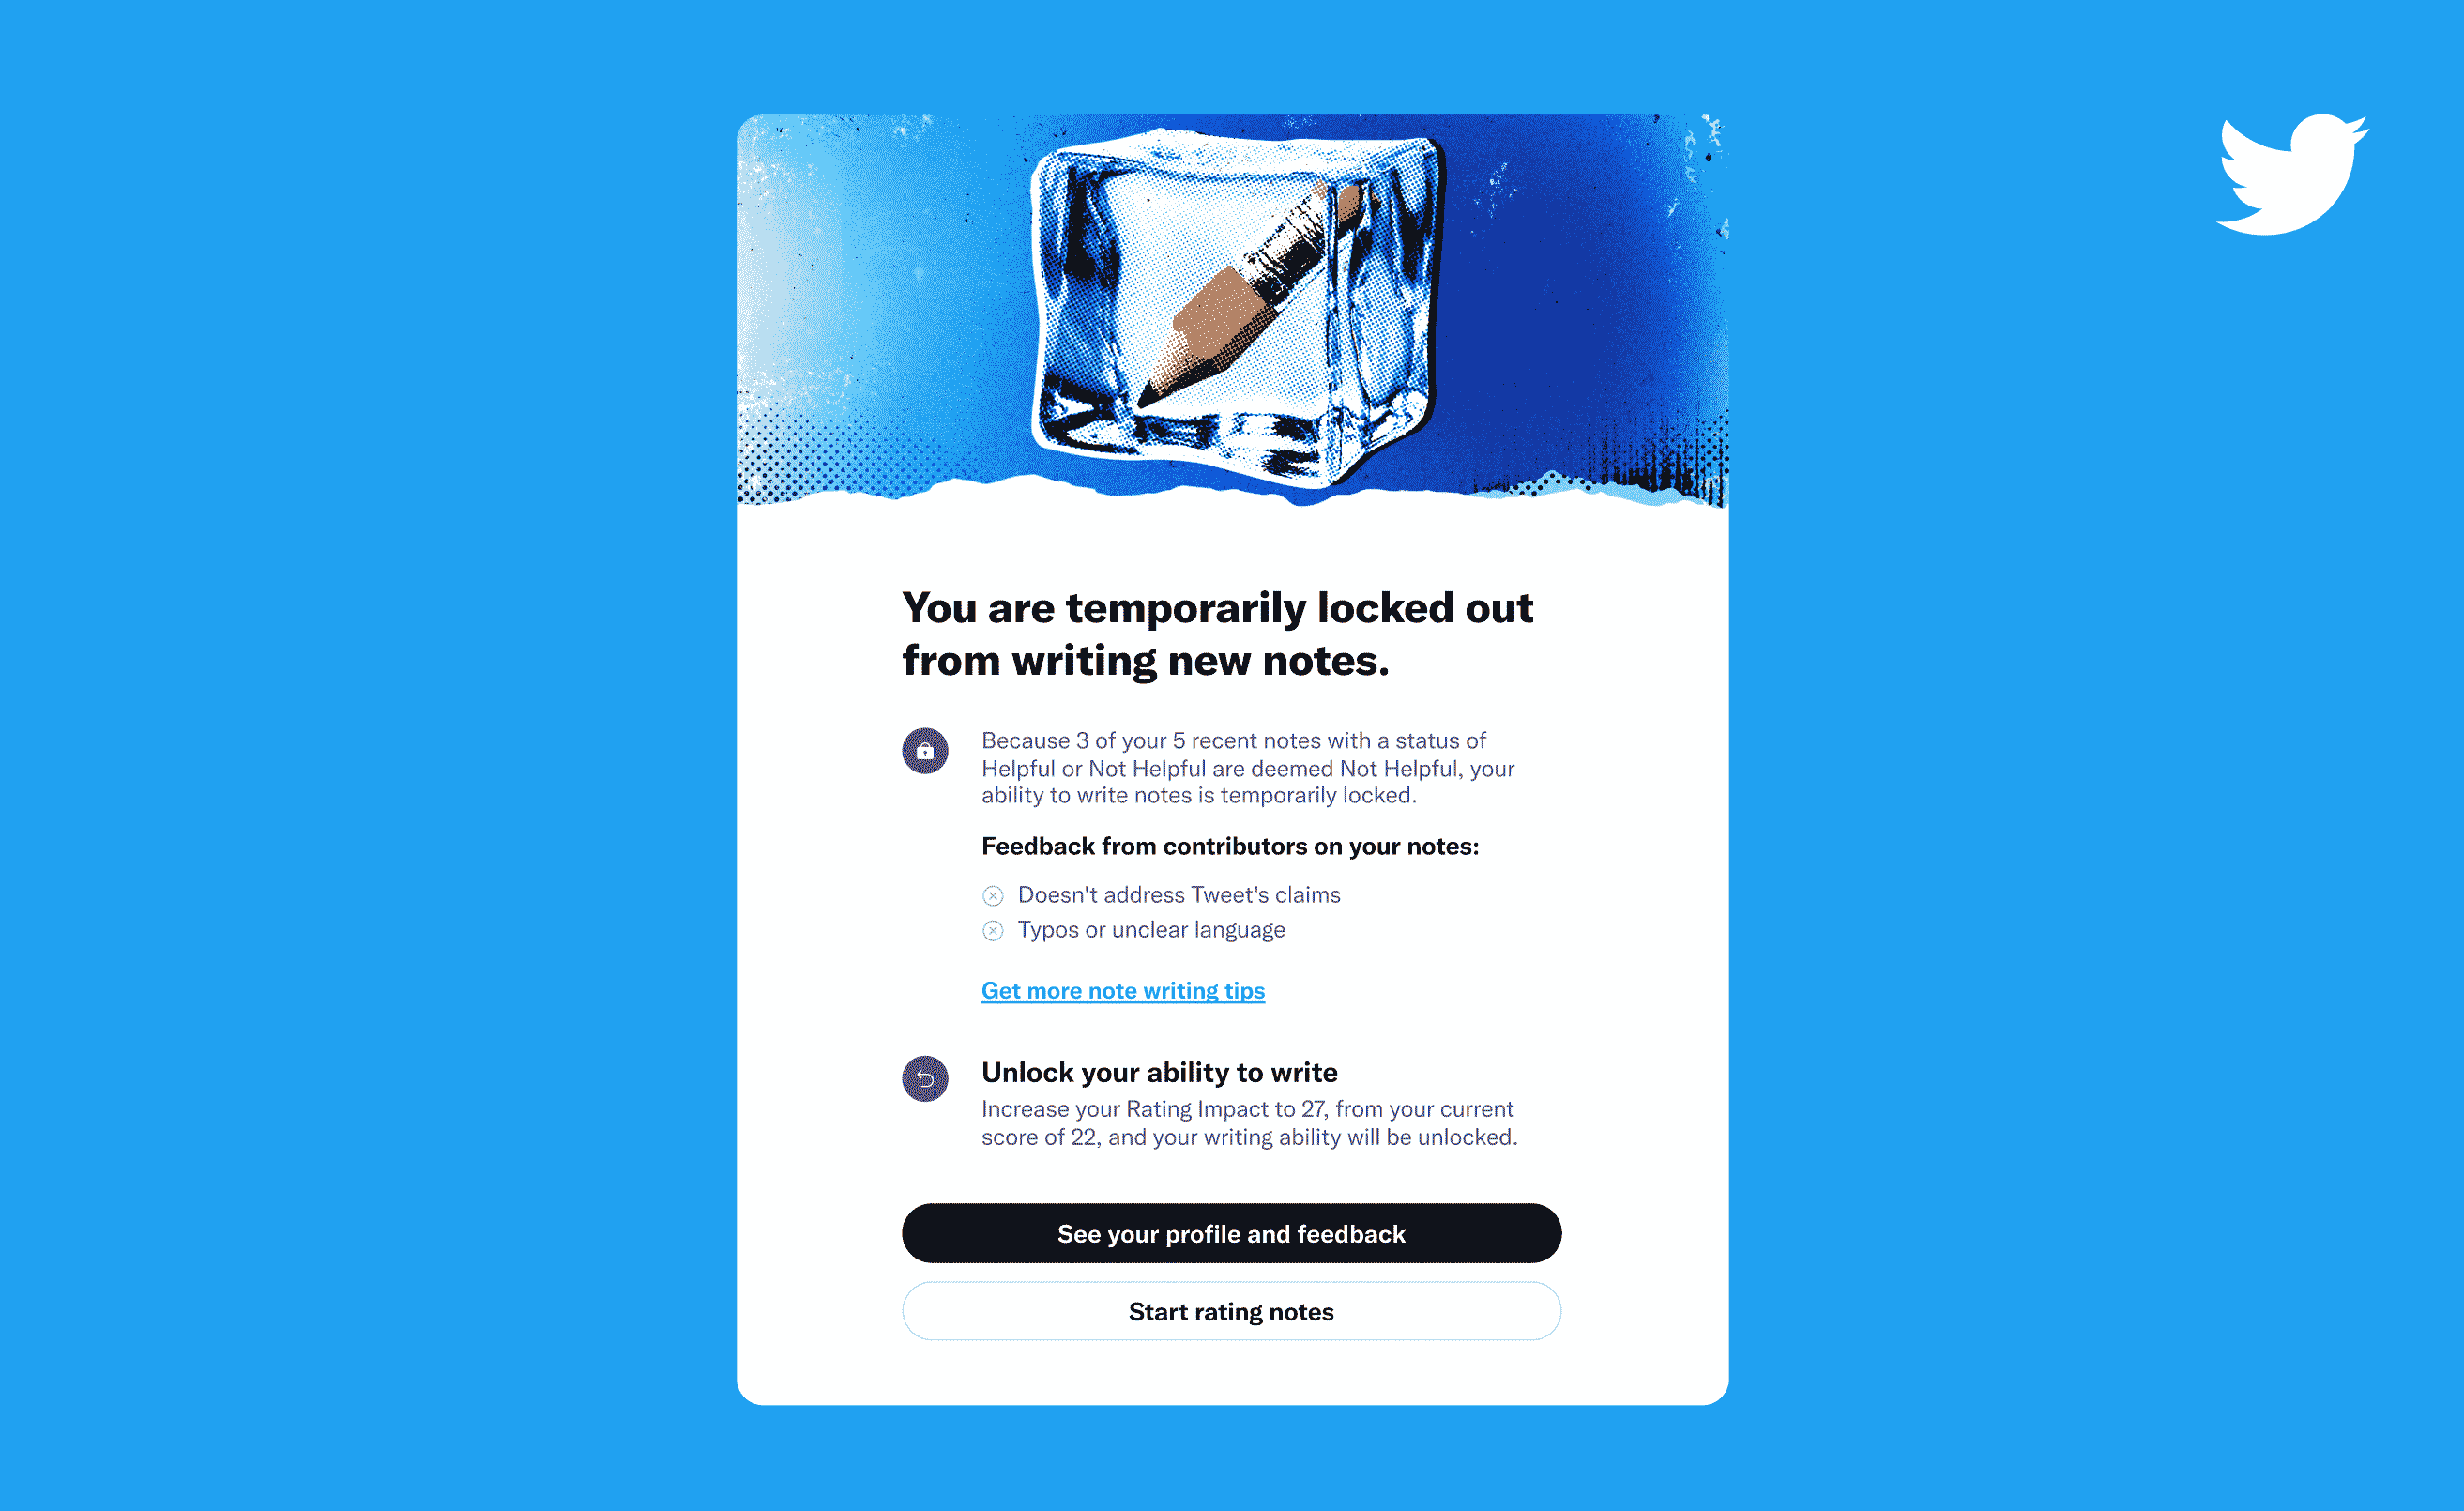 You are temporarily locked out
from writing new notes.
Because 3 of your 5 recent notes with a status of
Helpful or Not Helpful are deemed Not Helpful, your
ability to write notes is temporarily locked.
Feedback from contributors on your notes:
Doesn't address Tweet's claims
Typos or unclear language
Get more note writing tips
Unlock your ability to write
Increase your Rating Impact to 27, from your current
score of 22, and your writing ability will be unlocked.
See your profile and feedback
Start rating notes